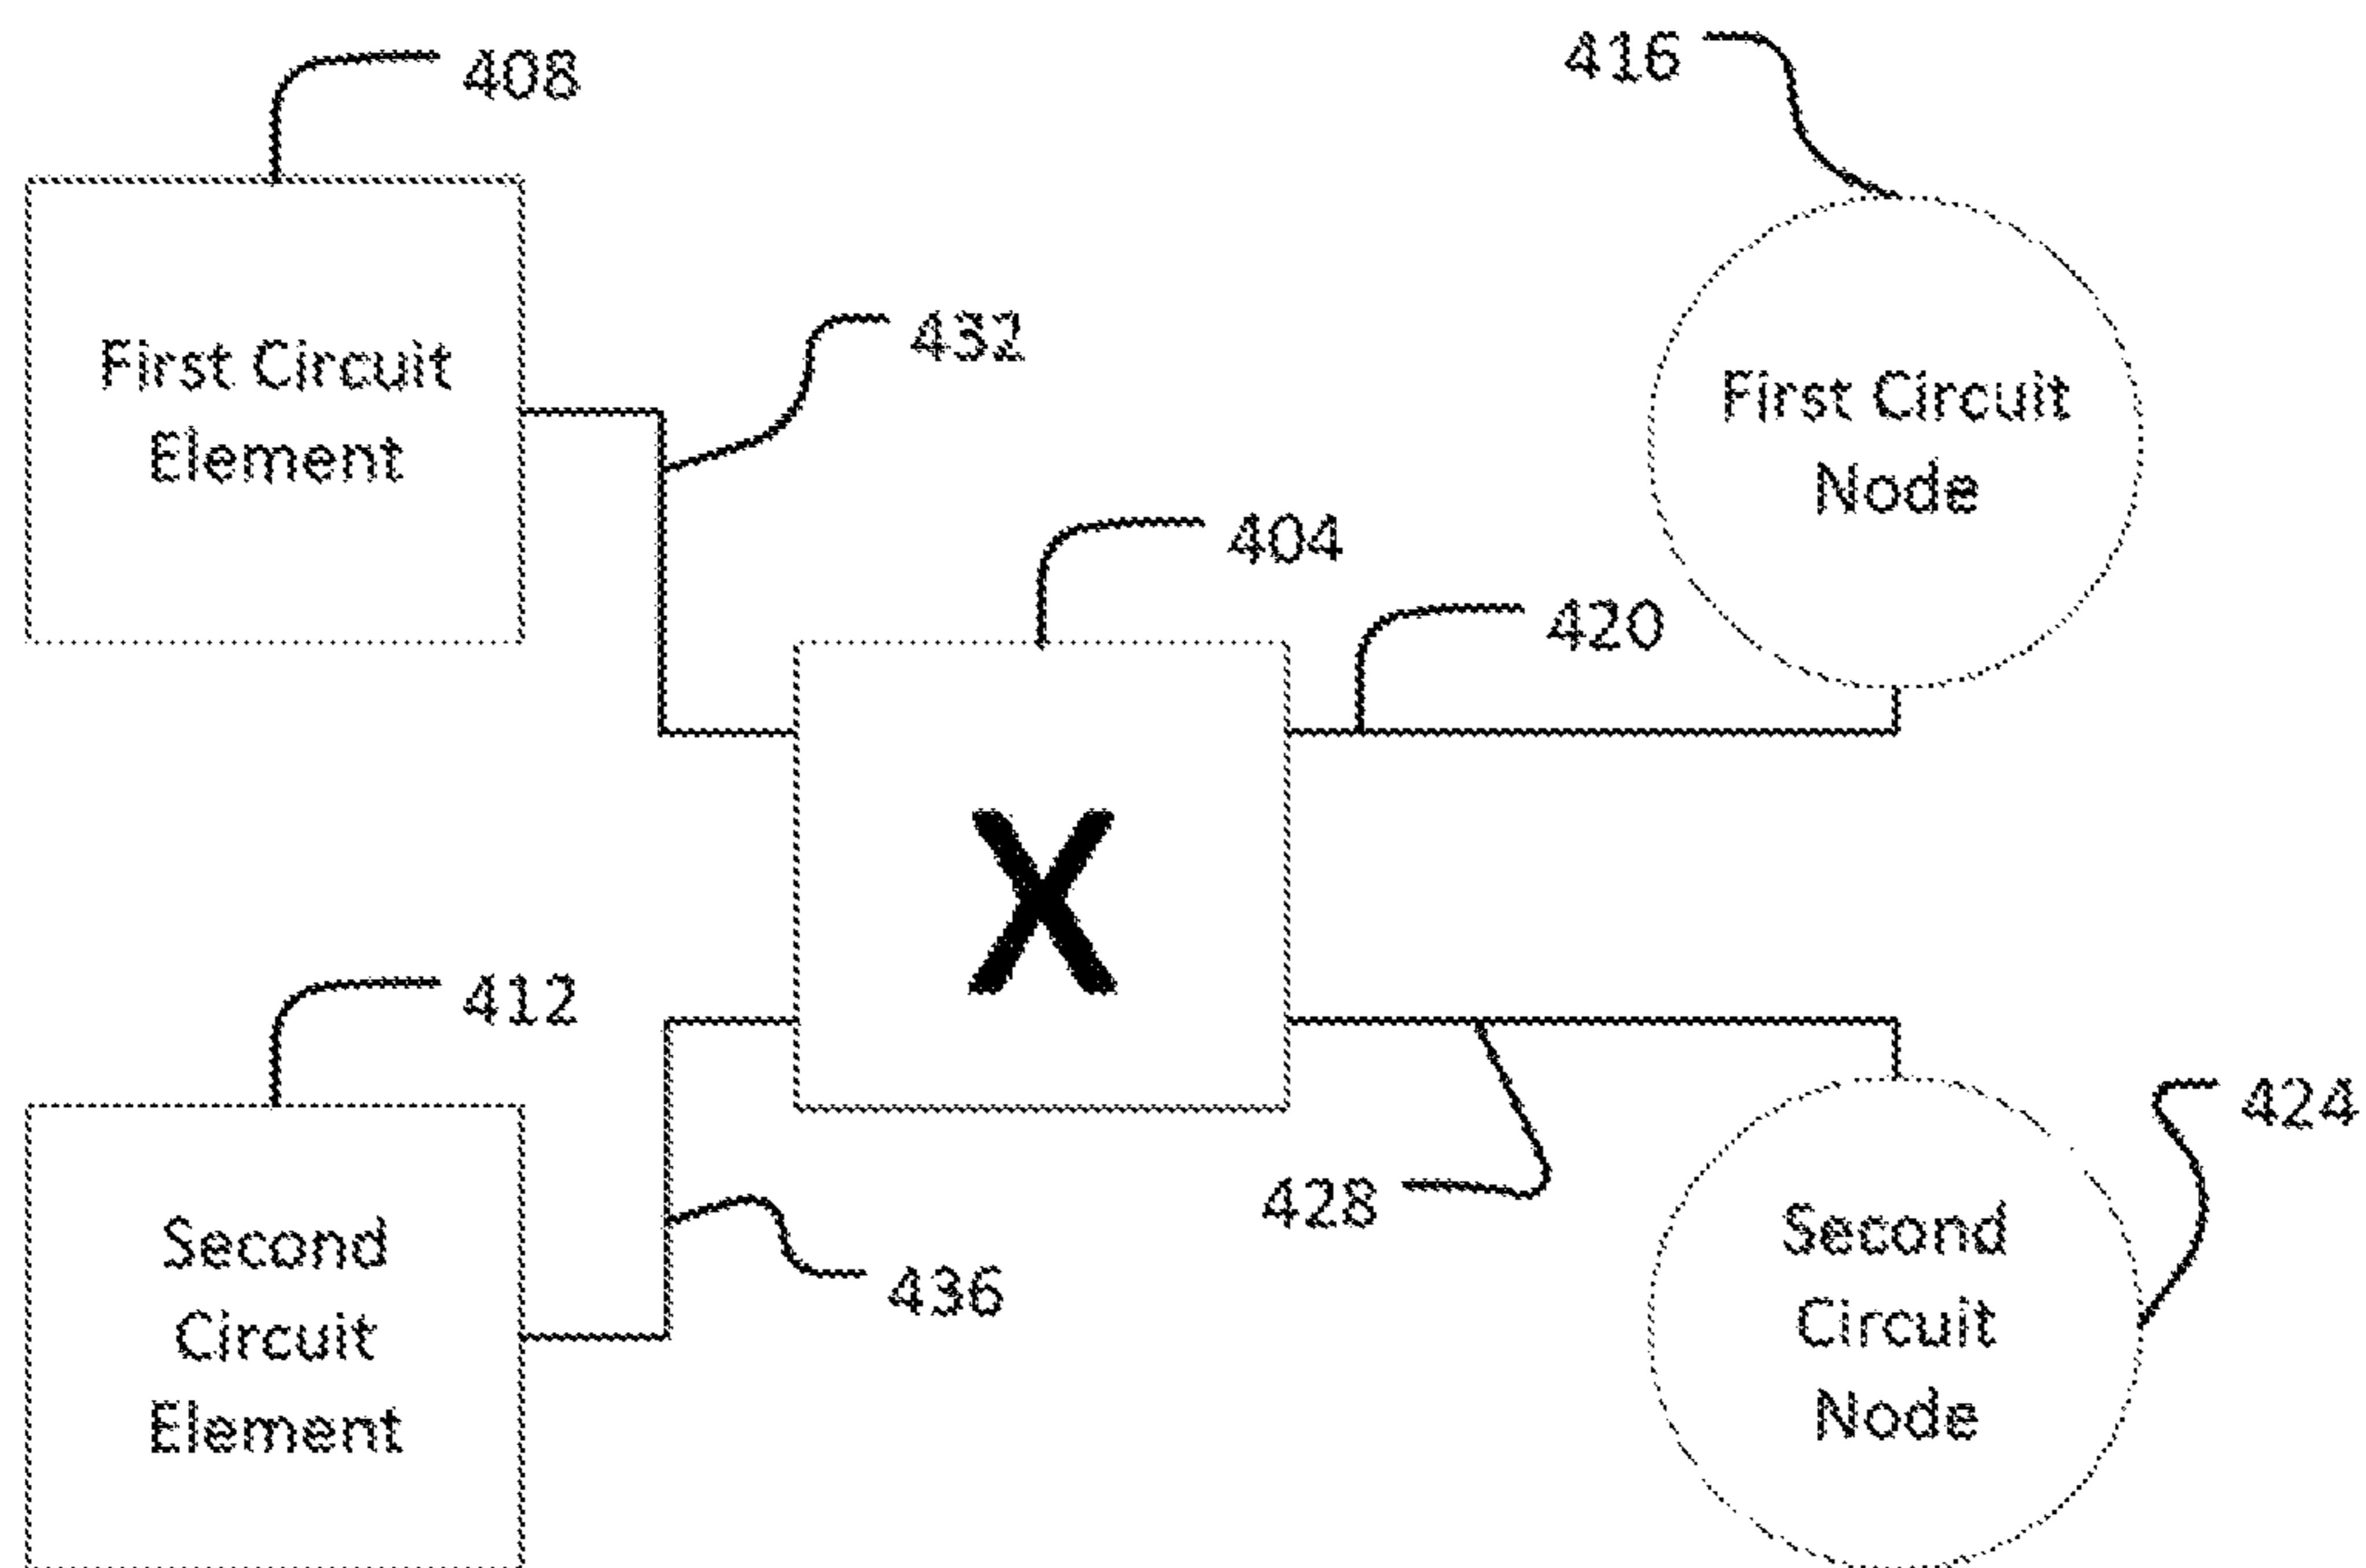 408
416
First Circuit
Element
432
First Circuit
Node
404
420
X
412
424
428
Second
Circuit
Element
436
Second
Circuit
Node